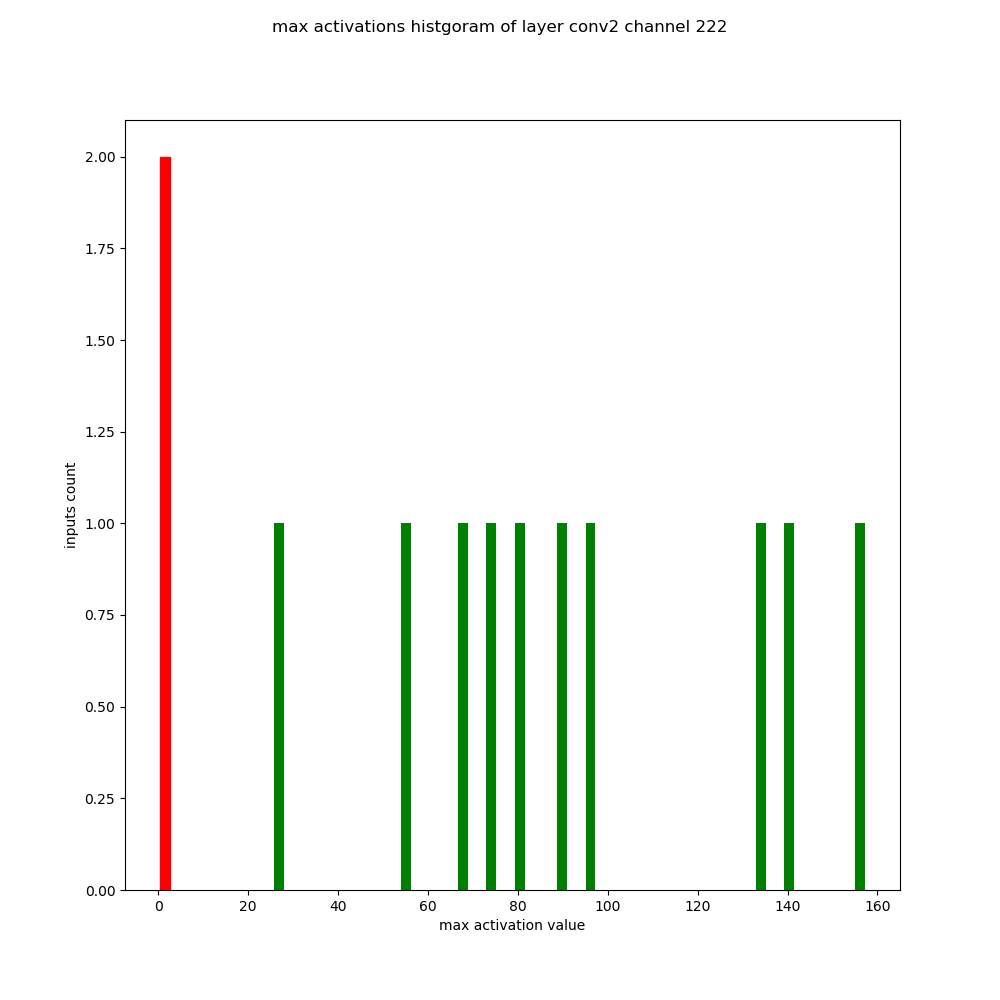 max activations histgoram of layer conv2 channel 222
2.00
1.75
1.50
1.25
1.00
0.75
0.50
0.25
0.00
inputs count
0 20 40 60 80 100 120 140 160
max activation value